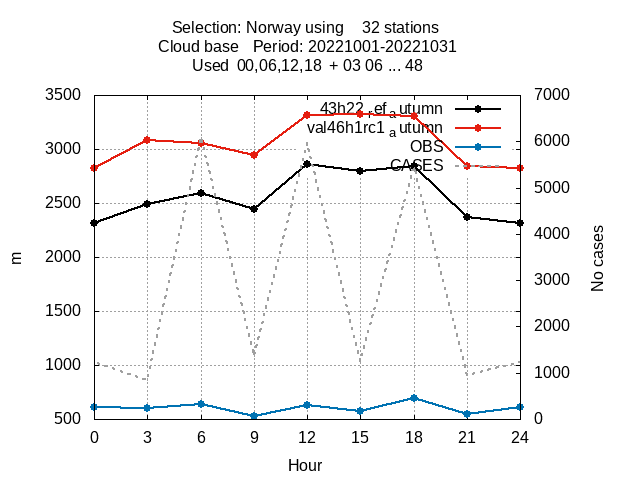 Selection: Norway using 32 stations
Cloud base Period: 20221001-20221031
Used 00,06,12,18 + 03 06 ... 48
3500 7000
43h22_ref_autumn
val46h1rc1_autumn
OBS
CASES
3000 6000
2500 5000
4000
2000
m
No cases
3000
1500
2000
1000
1000
500 0
0 3 6 9 12 15 18 21 24
Hour